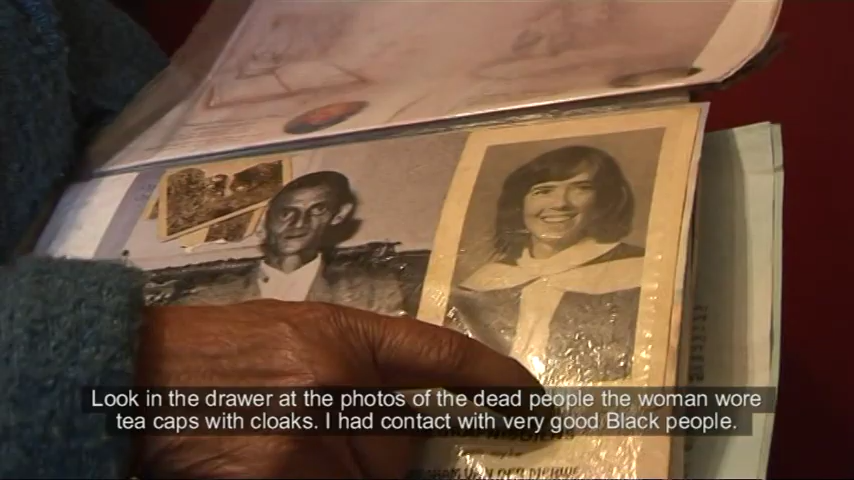 Look in the drawer at the photos of the dead people the woman wore
tea caps with cloaks. I had contact with very good Black people.